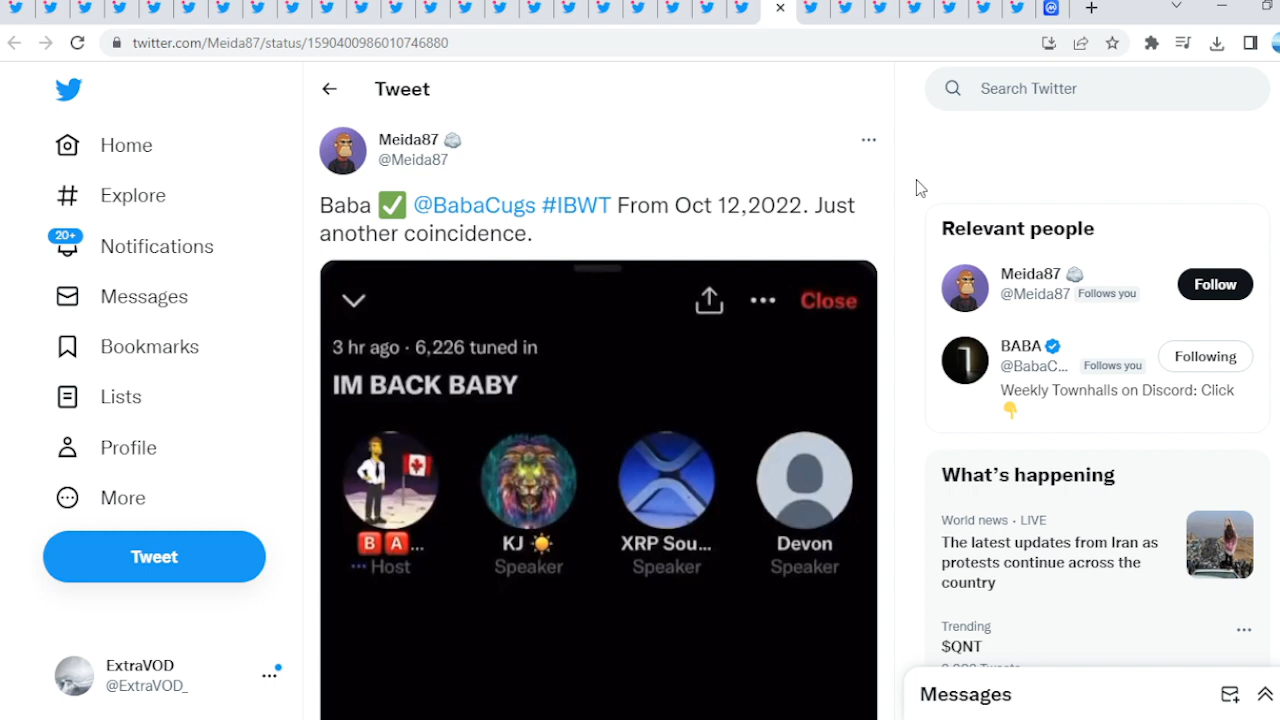 twitter.com/Meida87/status/1590400986010746880
Tweet
Search Twitter
Home
Explore
20+
Notifications
Messages
Bookmarks
Lists
Profile
More
Tweet
ExtraVOD
@ExtraVOD_
Meida87
@Meida87
Baba ✅ @BabaCugs #IBWT From Oct 12,2022. Just
another coincidence.
Close
3 hr ago · 6,226 tuned in
IM BACK BABY
B A...
Host
KJ ☀
Speaker
XRP Sou...
Speaker
Devon
Speaker
Relevant people
Meida87
@Meida87 Follows you
Follow
BABA
@BabaC... Follows you
Following
Weekly Townhalls on Discord: Click
👇
What's happening
World news · LIVE
The latest updates from Iran as
protests continue across the
country
Trending
$QNT
Messages